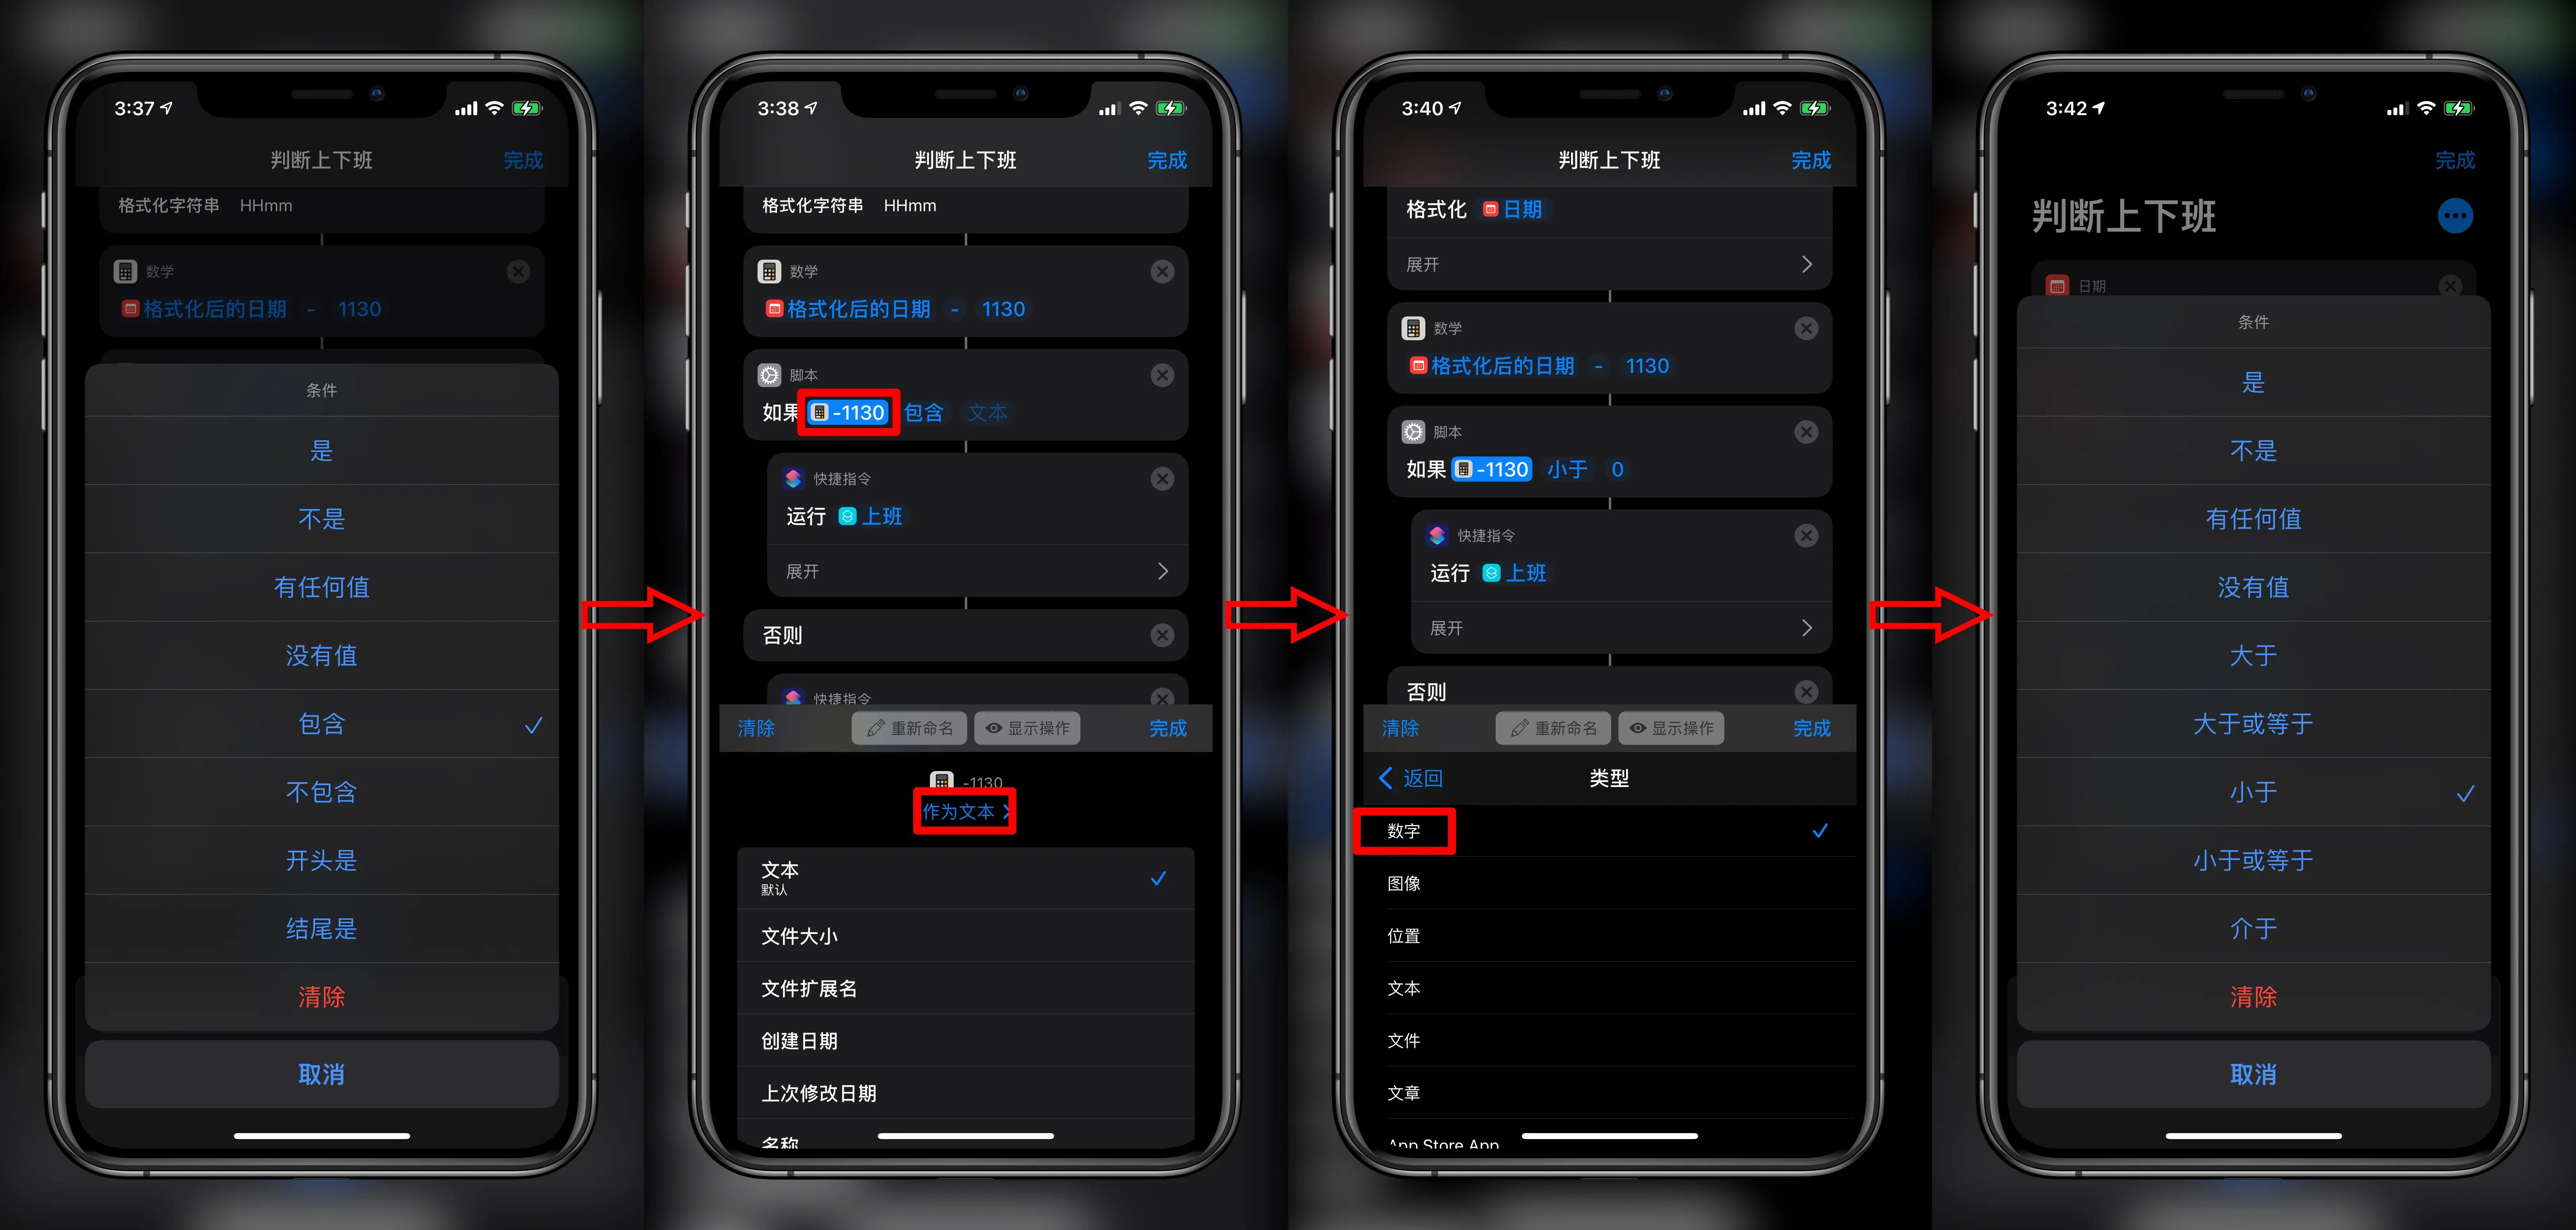 3:37
判断上下班
完成
格式化字符串 HHmm
数学
格式化后的日期 - 1130
条件
是
不是
有任何值
没有值
包含
不包含
开头是
结尾是
清除
取消
3:38
判断上下班
完成
格式化字符串 HHmm
数学
格式化后的日期 - 1130
脚本
如果 -1130 包含 文本
快捷指令
运行 上班
展开
否则
快捷指令
清除 重新命名 显示操作 完成
-1130
作为文本
文本
默认
文件大小
文件扩展名
创建日期
上次修改日期
名称
3:40
判断上下班
完成
格式化 日期
展开
数学
格式化后的日期 - 1130
脚本
如果 -1130 小于 0
快捷指令
运行 上班
展开
否则
清除 重新命名 显示操作 完成
返回 类型
数字
图像
位置
文本
文件
文章
App Store App
3:42
完成
判断上下班
日期
条件
是
不是
有任何值
没有值
大于
大于或等于
小于
小于或等于
介于
清除
取消